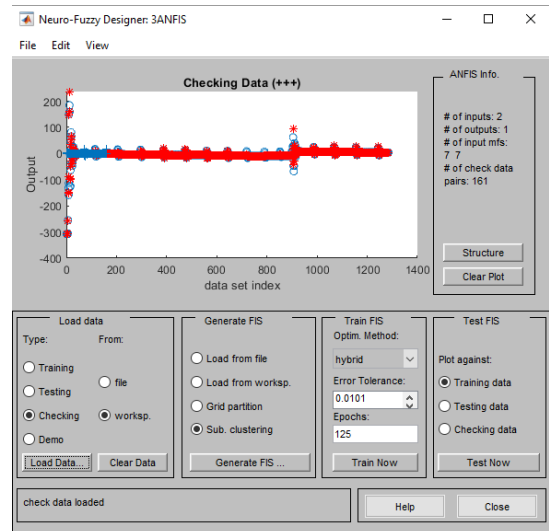 Neuro-Fuzzy Designer: 3ANFIS
File Edit View
Checking Data (+++)
200
100
0
-100
-200
-300
-400
Output
0 200 400 600 800 1000 1200 1400
data set index
ANFIS Info.
# of inputs: 2
# of outputs: 1
# of input mfs:
7 7
# of check data
pairs: 161
Structure
Clear Plot
Load data
Type: From:
Training
Testing
Checking
Demo
file
worksp.
Load Data... Clear Data
Generate FIS
Load from file
Load from worksp.
Grid partition
Sub. clustering
Generate FIS ...
Train FIS
Optim. Method:
hybrid
Error Tolerance:
0.0101
Epochs:
125
Train Now
Test FIS
Plot against:
Training data
Testing data
Checking data
Test Now
check data loaded
Help Close